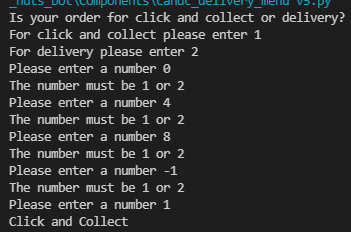 _nuts_bot\components\candc_delivery_menu v5.py
Is your order for click and collect or delivery?
For click and collect please enter 1
For delivery please enter 2
Please enter a number 0
The number must be 1 or 2
Please enter a number 4
The number must be 1 or 2
Please enter a number 8
The number must be 1 or 2
Please enter a number -1
The number must be 1 or 2
Please enter a number 1
Click and Collect